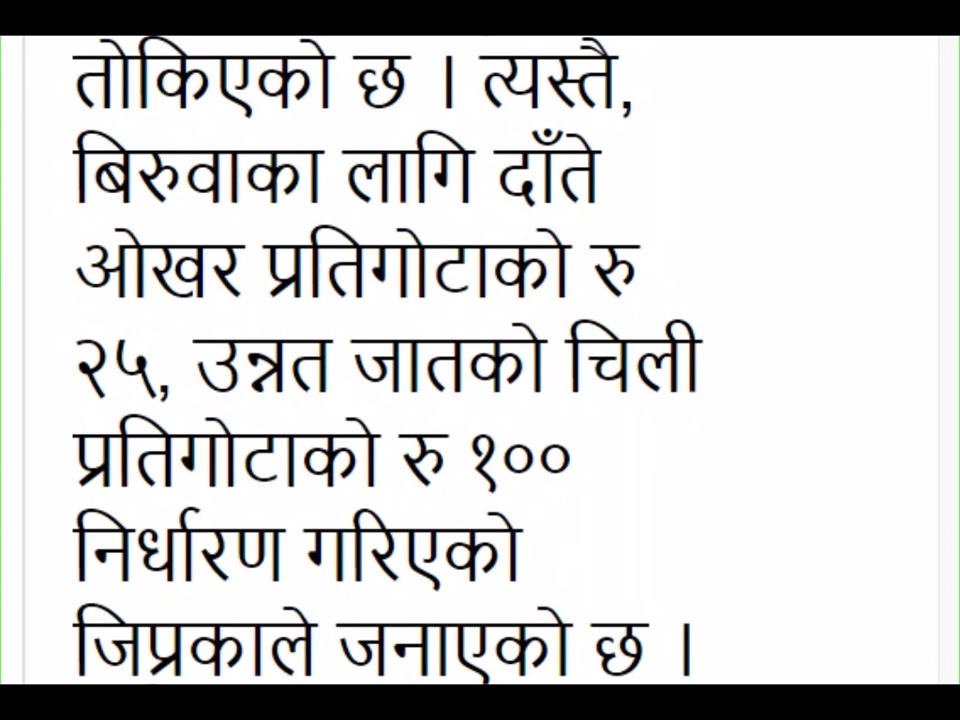 तोकिएको छ । त्यस्तै,
बिरुवाका लागि दाँते
ओखर प्रतिगोटाको रु
२५, उन्नत जातको चिली
प्रतिगोटाको रु १००
निर्धारण गरिएको
जिप्रकाले जनाएको छ ।